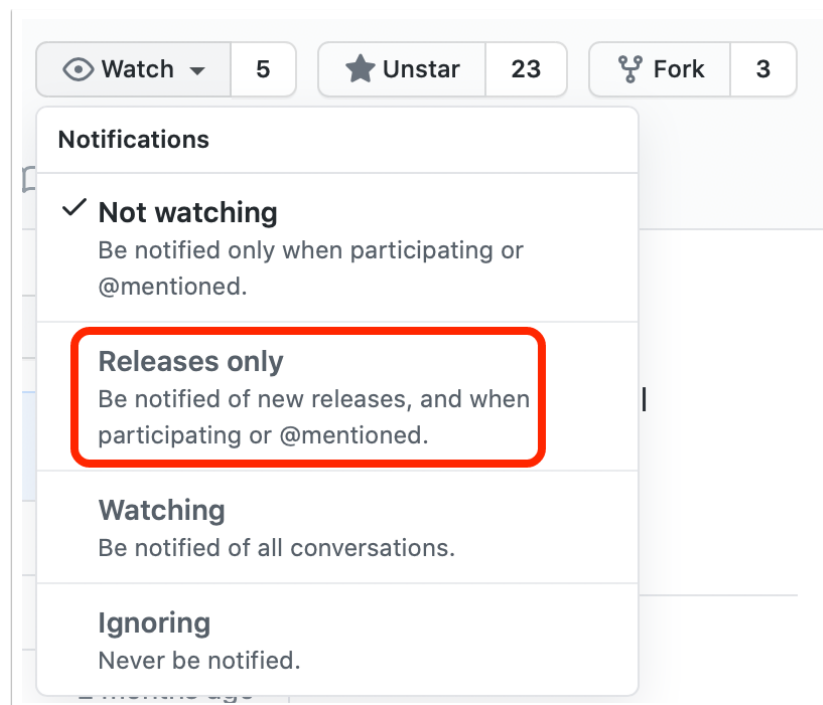 Watch 5 Unstar 23 Fork 3
Notifications
Not watching
Be notified only when participating or
@mentioned.
Releases only
Be notified of new releases, and when
participating or @mentioned.
Watching
Be notified of all conversations.
Ignoring
Never be notified.